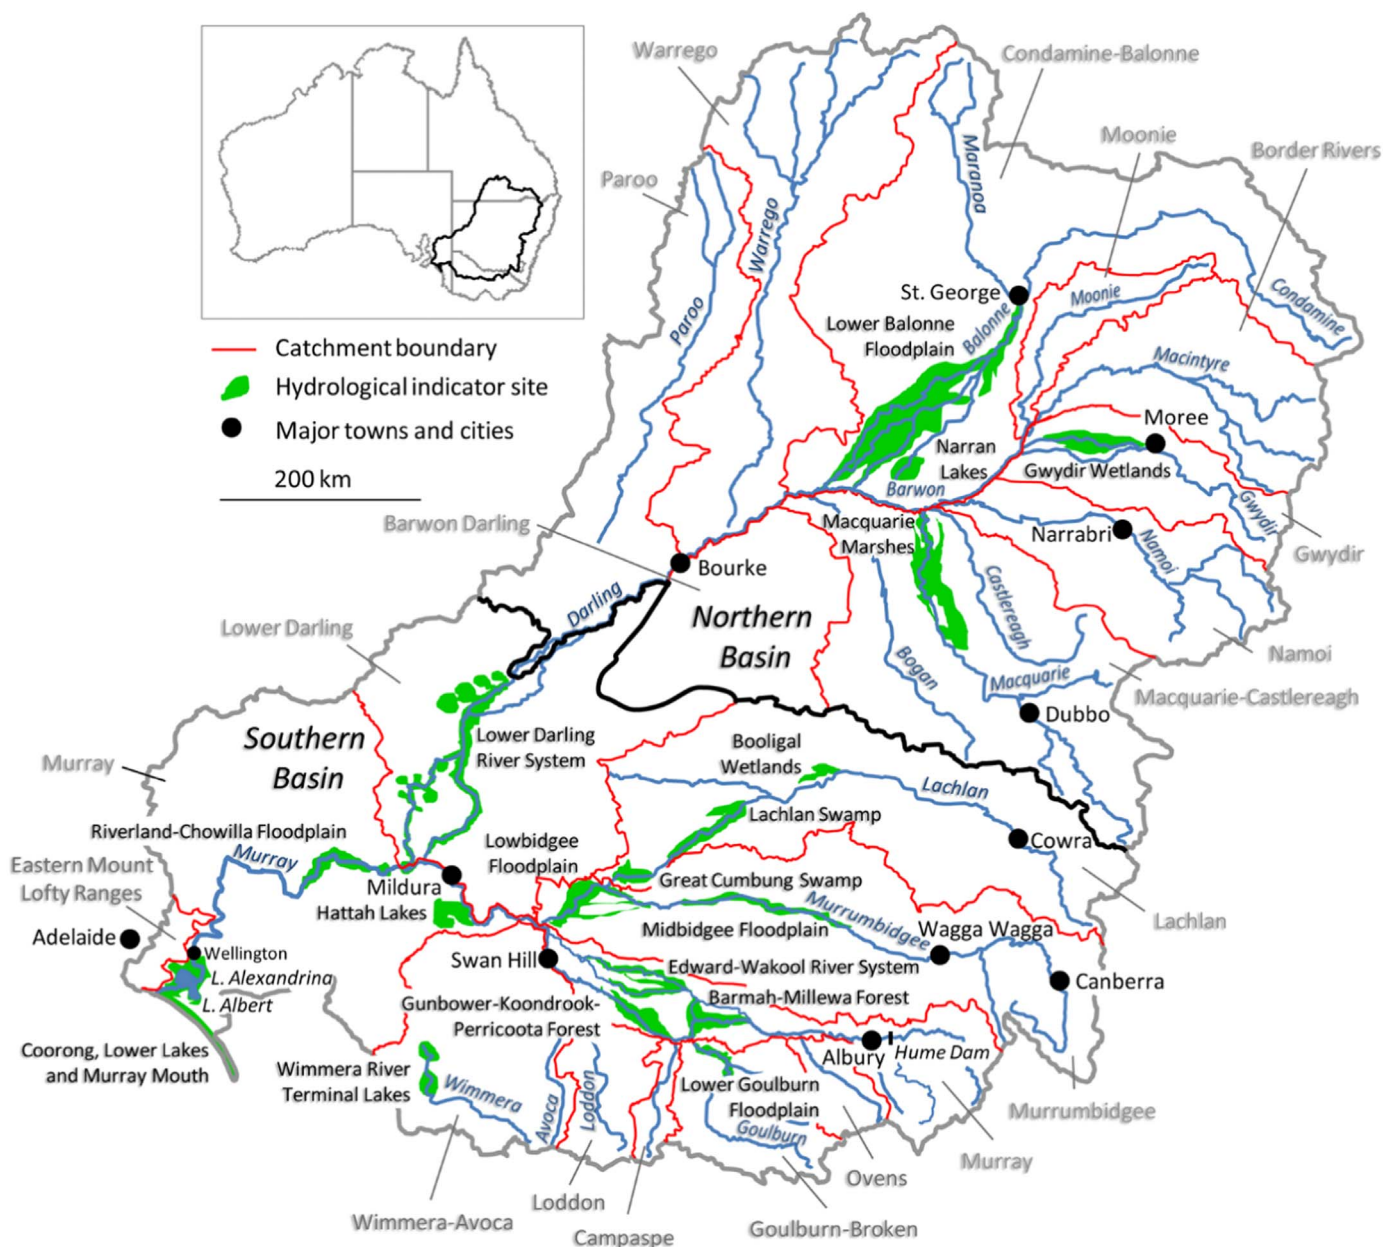 Warrego
Condamine-Balonne
Moonie
Border Rivers
Paroo
Maranoa
Warrego
Paroo
St. George
Moonie
Condamine
Lower Balonne
Floodplain
Balonne
Macintyre
Catchment boundary
Hydrological indicator site
Major towns and cities
200 km
Moree
Narran
Lakes
Gwydir Wetlands
Barwon
Gwydir
Barwon Darling
Macquarie
Marshes
Narrabri
Namoi
Gwydir
Bourke
Castlereagh
Darling
Northern
Basin
Lower Darling
Bogan
Namoi
Macquarie
Macquarie-Castlereagh
Dubbo
Southern
Basin
Lower Darling
River System
Booligal
Wetlands
Murray
Lachlan
Lachlan Swamp
Riverland-Chowilla Floodplain
Lowbidgee
Floodplain
Cowra
Murray
Eastern Mount
Lofty Ranges
Mildura
Great Cumbung Swamp
Hattah Lakes
Murrumbidgee
Lachlan
Midbidgee Floodplain
Wagga Wagga
Adelaide
Wellington
Swan Hill
Edward-Wakool River System
L. Alexandrina
Canberra
L. Albert
Gunbower-Koondrook-
Perricoota Forest
Barmah-Millewa Forest
Coorong, Lower Lakes
and Murray Mouth
Albury
Hume Dam
Wimmera River
Terminal Lakes
Wimmera
Avoca
Loddon
Lower Goulburn
Floodplain
Goulburn
Murrumbidgee
Murray
Ovens
Loddon
Wimmera-Avoca
Campaspe
Goulburn-Broken